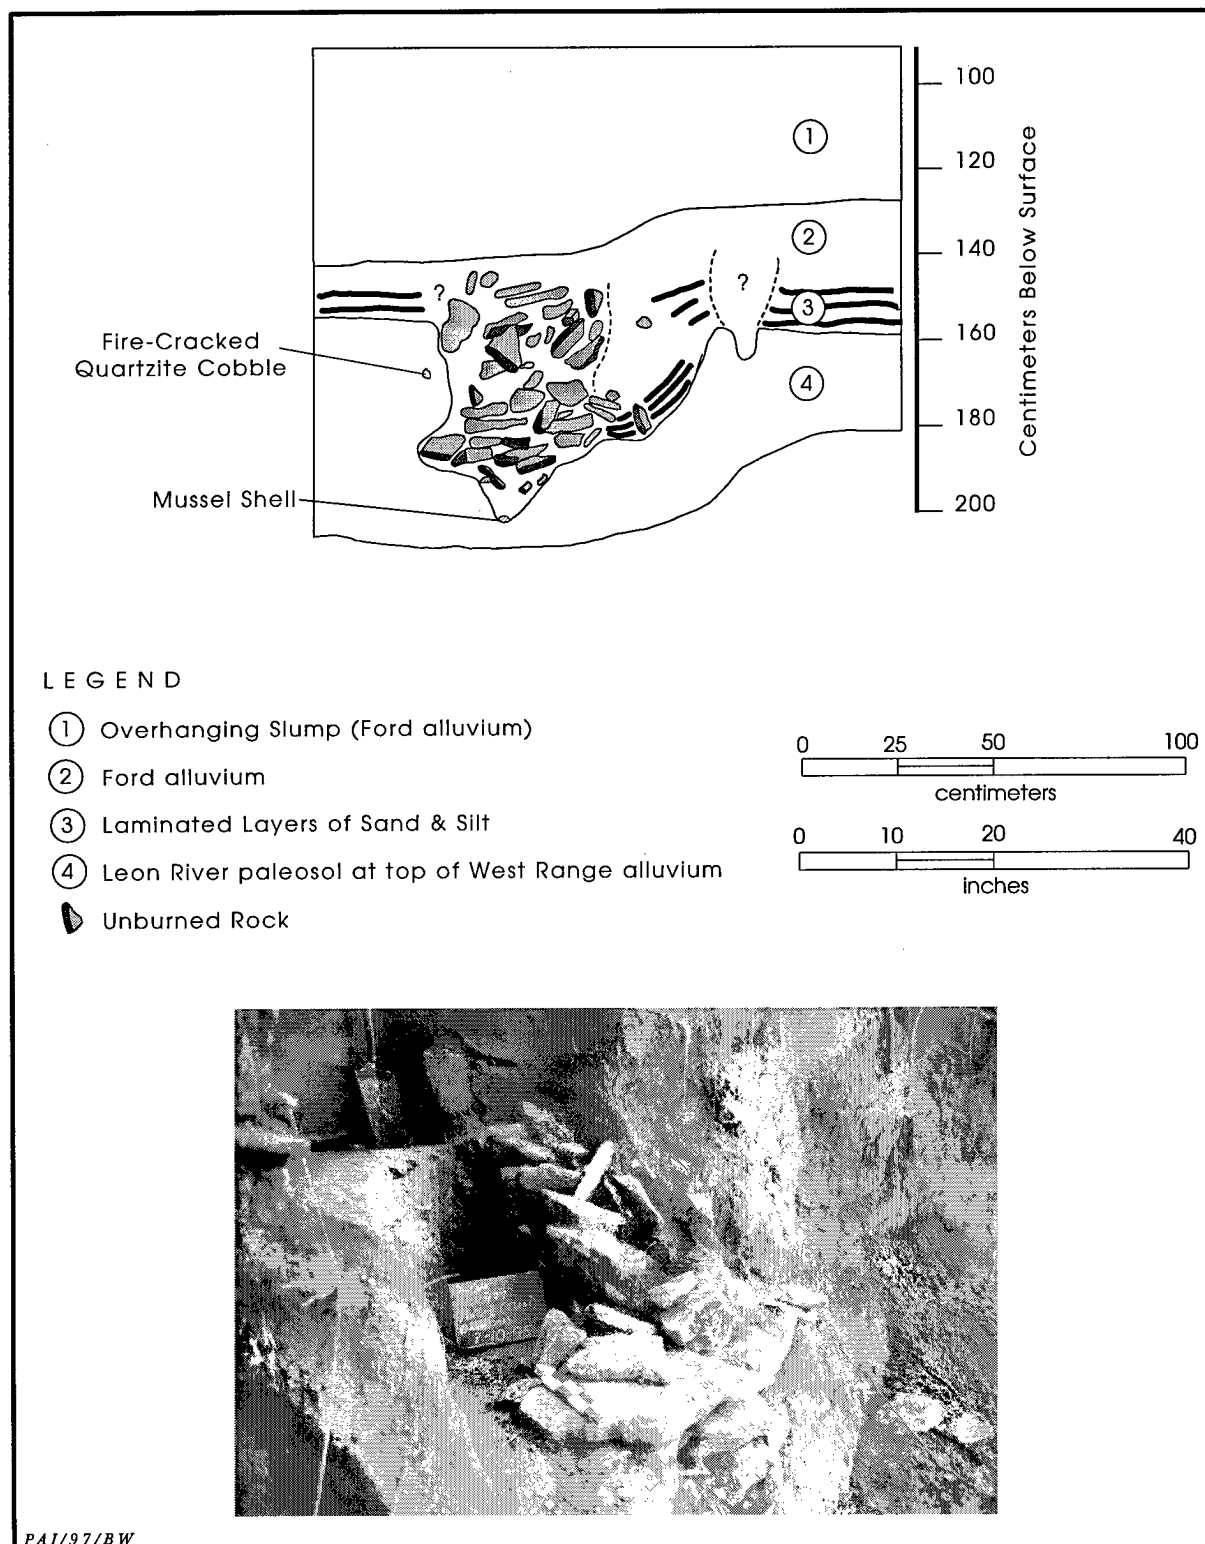 100
①
120
②
140
?
?
③
160
Fire-Cracked
Quartzite Cobble
④
180
Mussel Shell
200
Centimeters Below Surface
LEGEND
① Overhanging Slump (Ford alluvium)
② Ford alluvium
③ Laminated Layers of Sand & Silt
④ Leon River paleosol at top of West Range alluvium
Unburned Rock
0 25 50 100
centimeters
0 10 20 40
inches
PAI/97/BW